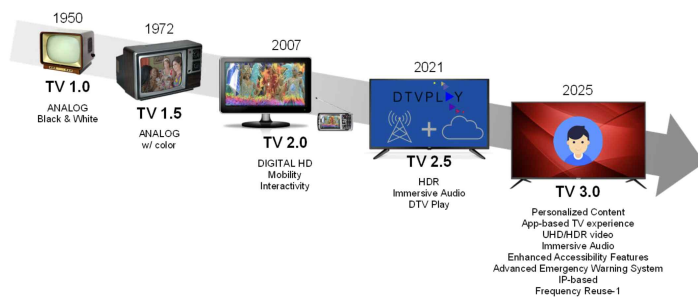 1950
TV 1.0
ANALOG
Black & White
1972
TV 1.5
ANALOG
w/ color
2007
TV 2.0
DIGITAL HD
Mobility
Interactivity
2021
DTVPLAY
TV 2.5
HDR
Immersive Audio
DTV Play
2025
TV 3.0
Personalized Content
App-based TV experience
UHD/HDR video
Immersive Audio
Enhanced Accessibility Features
Advanced Emergency Warning System
IP-based
Frequency Reuse-1